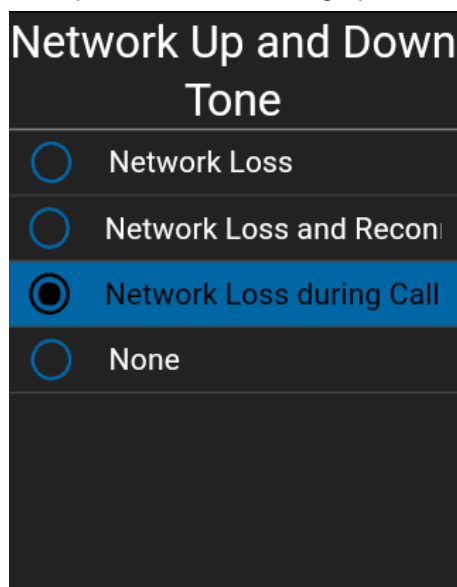 Network Up and Down
Tone
Network Loss
Network Loss and Recon
Network Loss during Call
None